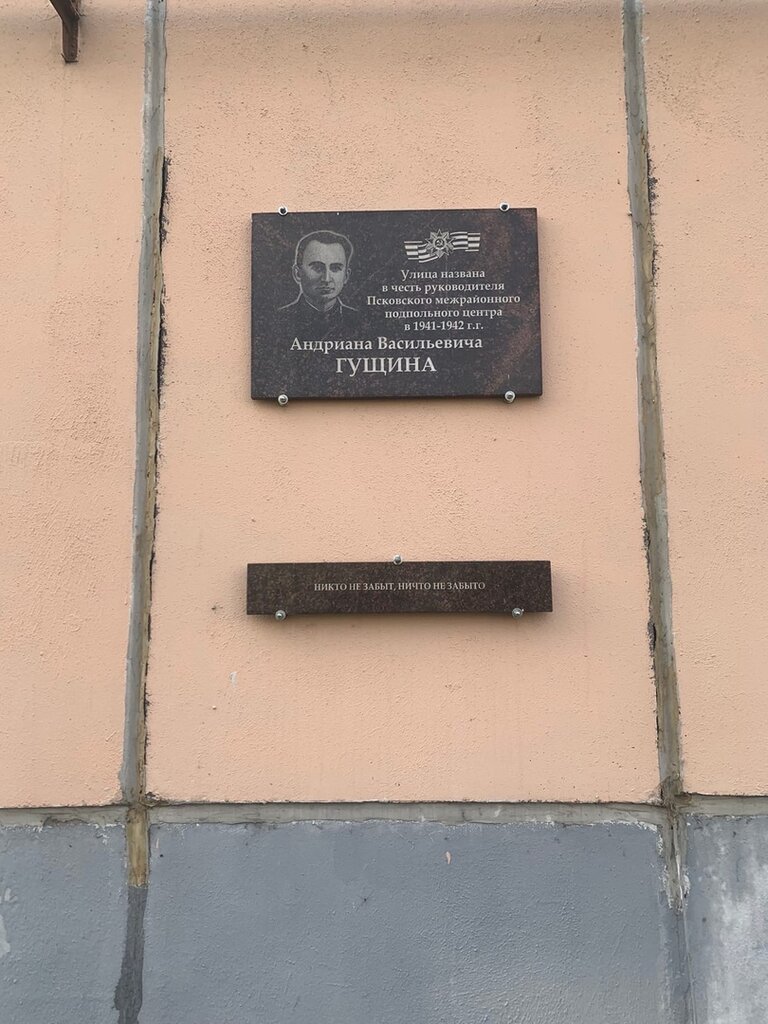 Улица названа
в честь руководителя
Псковского межрайонного
подпольного центра
в 1941-1942 г.г.
Андриана Васильевича
ГУЩИНА
НИКТО НЕ ЗАБЫТ, НИЧТО НЕ ЗАБЫТО